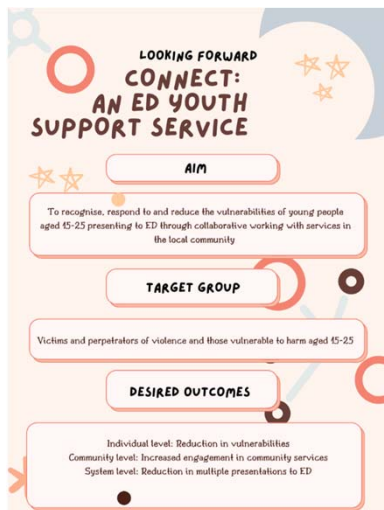 LOOKING FORWARD
CONNECT:
AN ED YOUTH
SUPPORT SERVICE
AIM
To recognise, respond to and reduce the vulnerabilities of young people
aged 15-25 presenting to ED through collaborative working with services in
the local community
TARGET GROUP
Victims and perpetrators of violence and those vulnerable to harm aged 15-25
DESIRED OUTCOMES
Individual level: Reduction in vulnerabilities
Community level: Increased engagement in community services
System level: Reduction in multiple presentations to ED